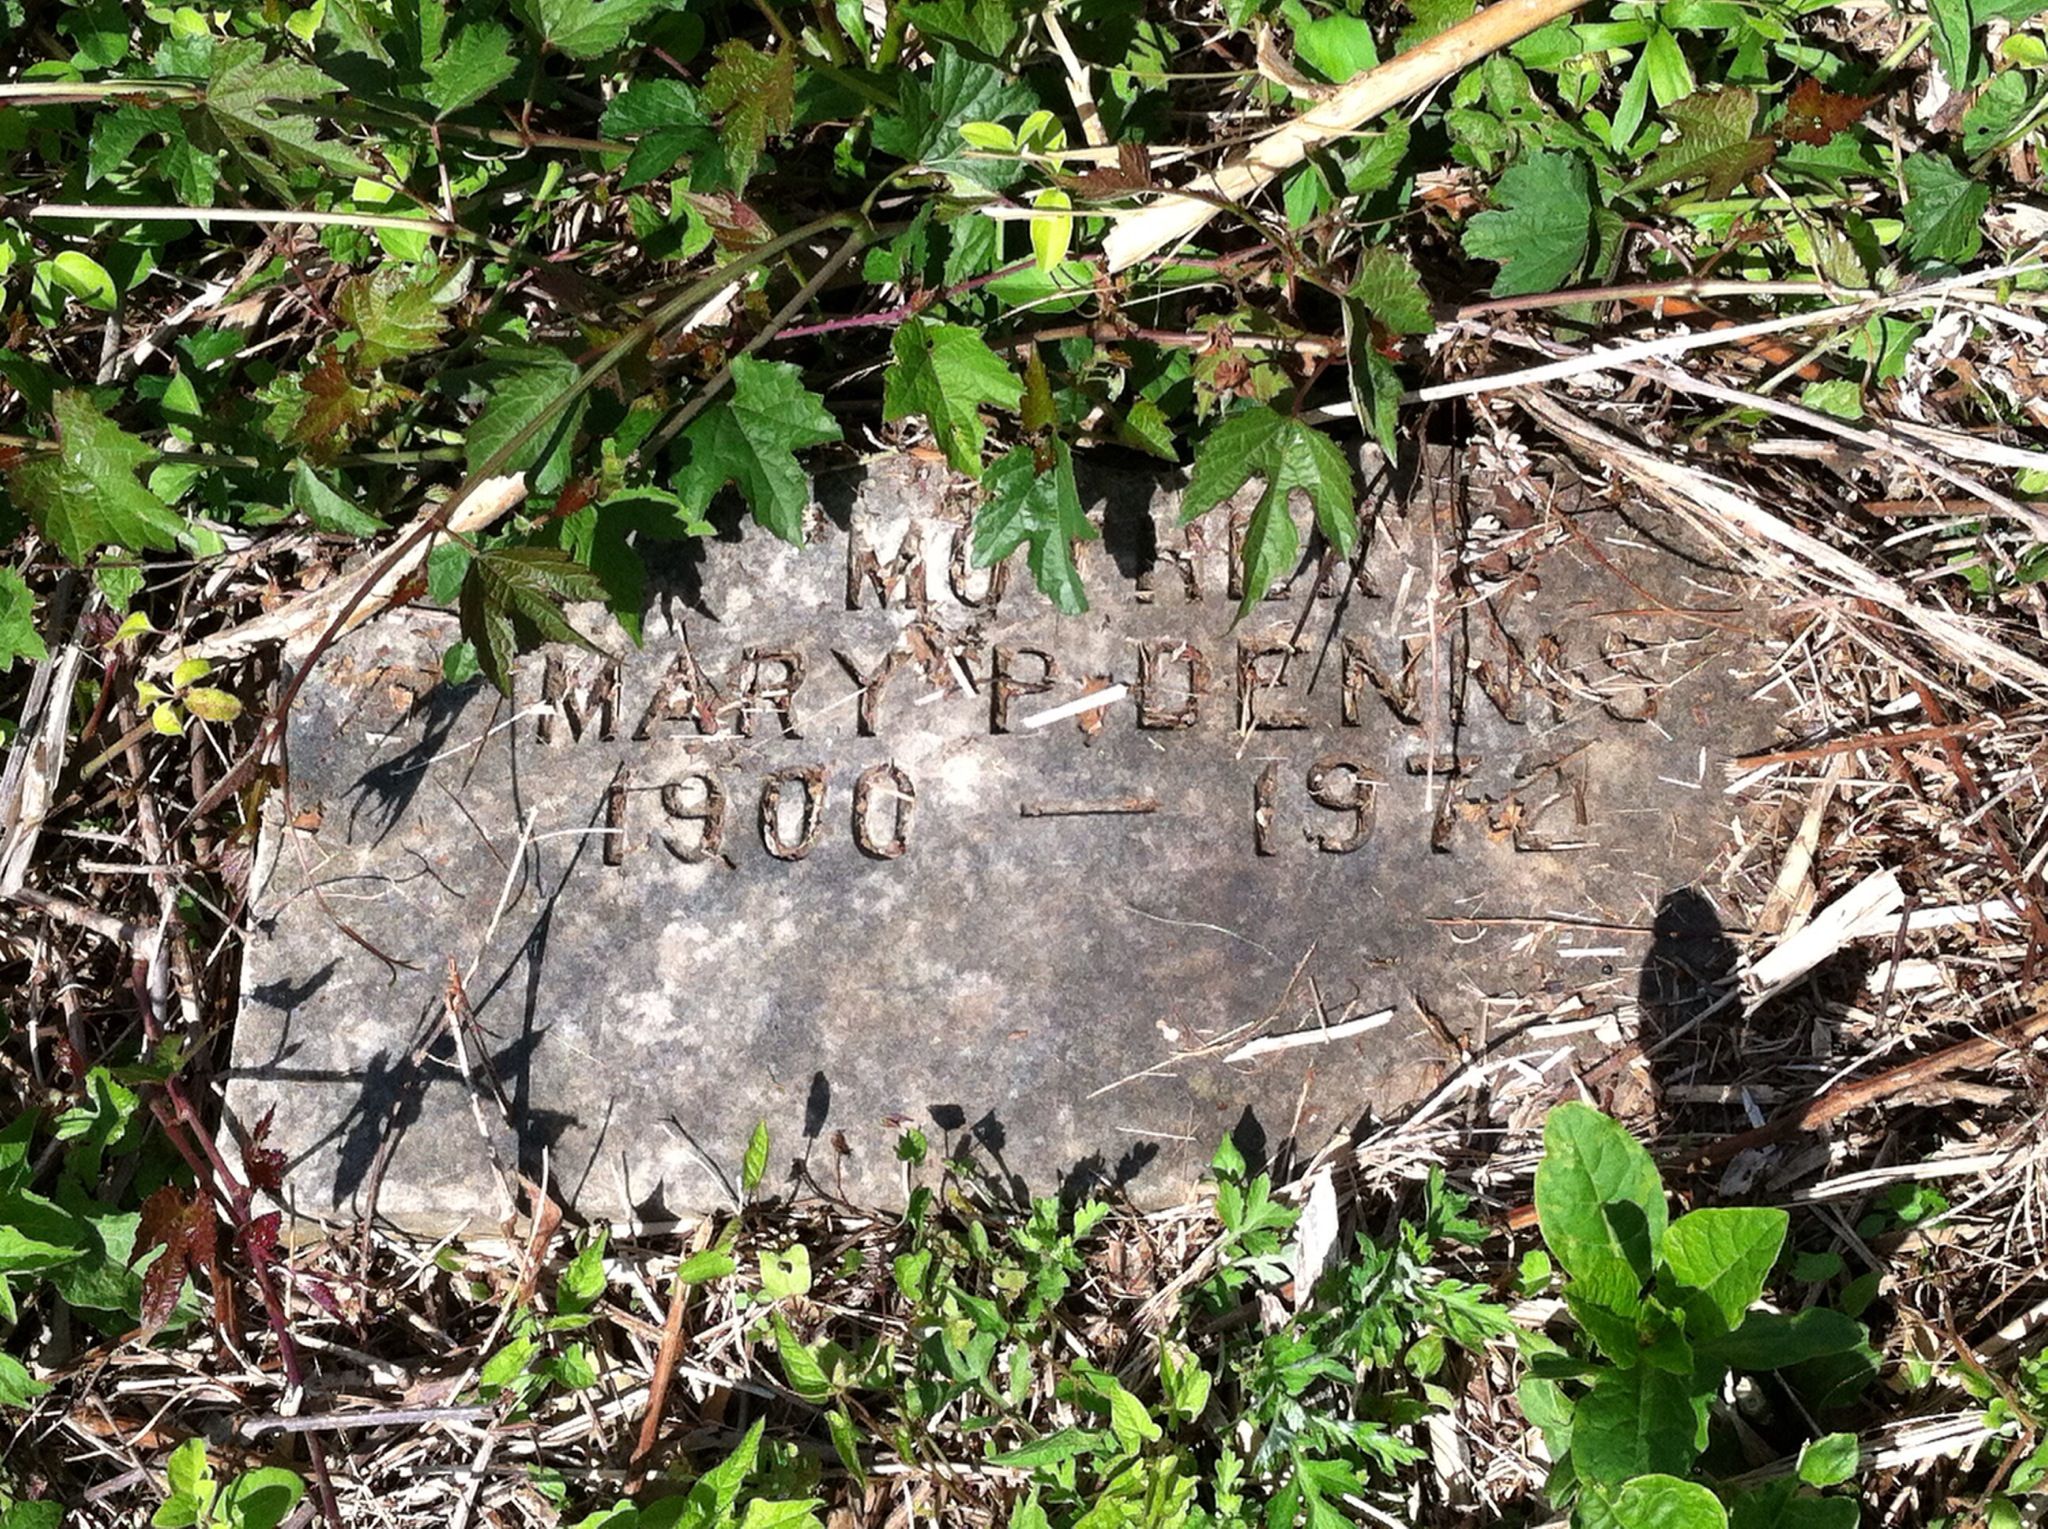 MOTHER
MARY P. DENNIS
1900 — 1972